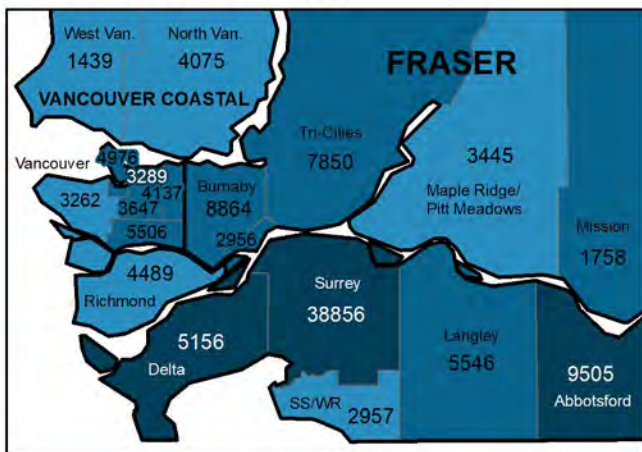 West Van.
1439
North Van.
4075
VANCOUVER COASTAL
FRASER
Tri-Cities
7850
3445
Maple Ridge/
Pitt Meadows
Vancouver
4976
3289
4137
3262
3647
5506
Burnaby
8864
2956
Mission
1758
4489
Richmond
Surrey
38856
5156
Delta
Langley
5546
9505
Abbotsford
SS/WR
2957